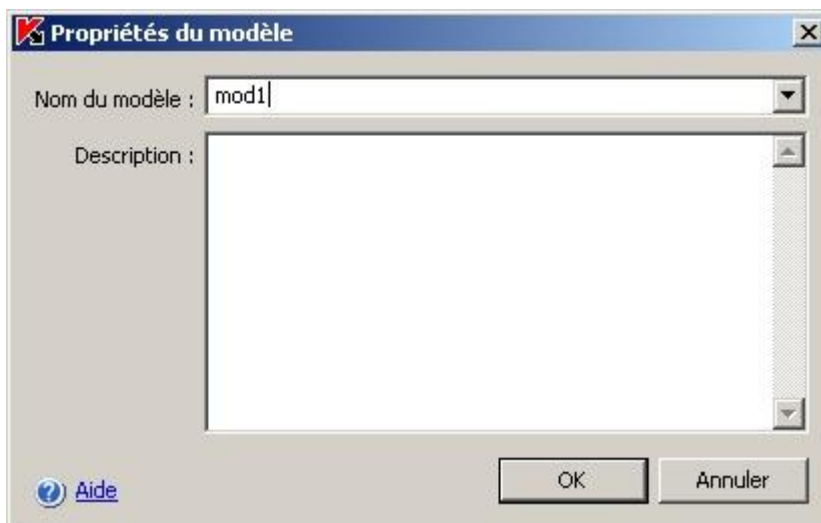 Propriétés du modèle
Nom du modèle : mod1
Description :
Aide OK Annuler